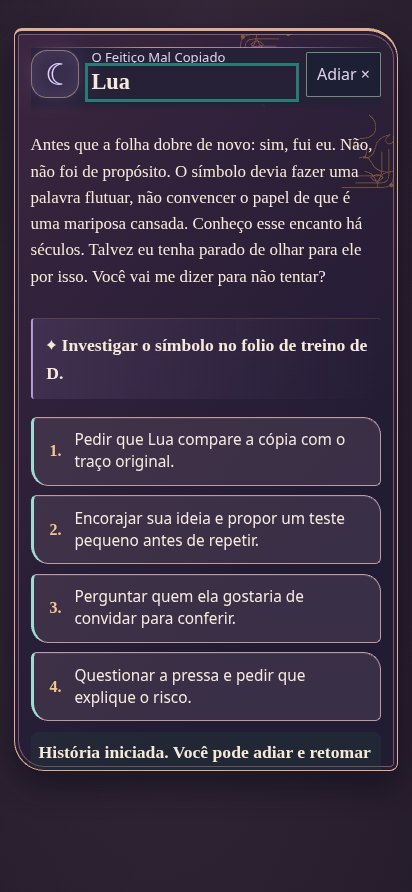 O Feitiço Mal Copiado
Lua
Adiar ×
Antes que a folha dobre de novo: sim, fui eu. Não,
não foi de propósito. O símbolo devia fazer uma
palavra flutuar, não convencer o papel de que é
uma mariposa cansada. Conheço esse encanto há
séculos. Talvez eu tenha parado de olhar para ele
por isso. Você vai me dizer para não tentar?
✦ Investigar o símbolo no folio de treino de
D.
1. Pedir que Lua compare a cópia com o
traço original.
2. Encorajar sua ideia e propor um teste
pequeno antes de repetir.
3. Perguntar quem ela gostaria de
convidar para conferir.
4. Questionar a pressa e pedir que
explique o risco.
História iniciada. Você pode adiar e retomar